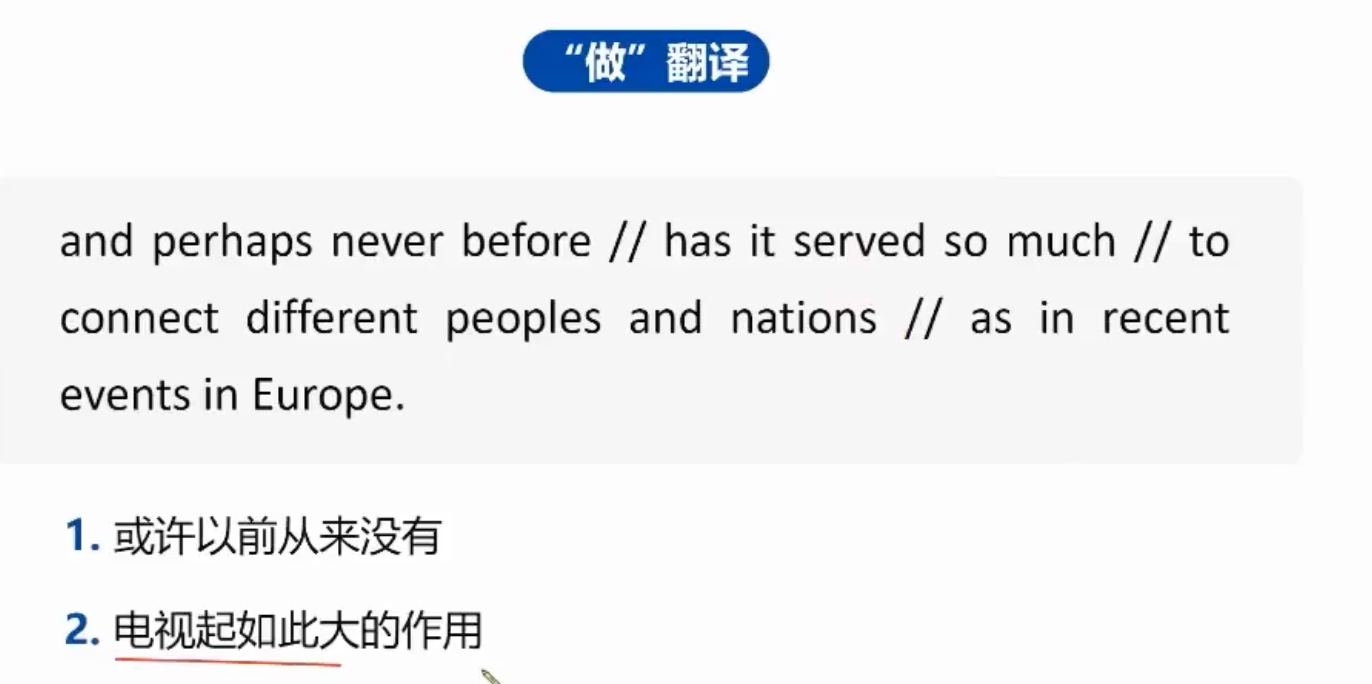 “做”翻译
and perhaps never before // has it served so much // to
connect different peoples and nations // as in recent
events in Europe.
1. 或许以前从来没有
2. 电视起如此大的作用